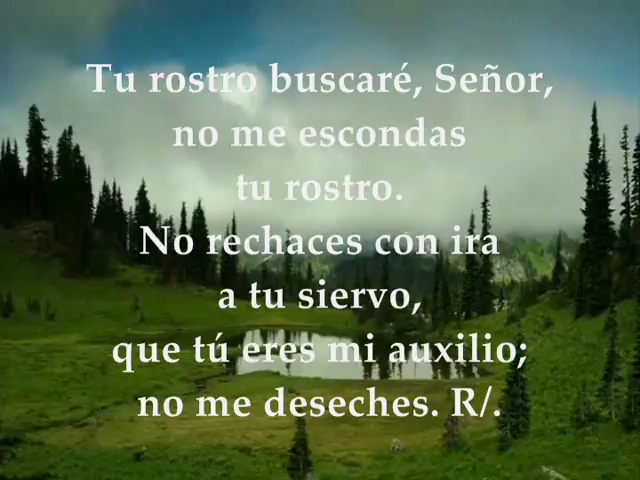 Tu rostro buscaré, Señor,
no me escondas
tu rostro.
No rechaces con ira
a tu siervo,
que tú eres mi auxilio;
no me deseches. R/.